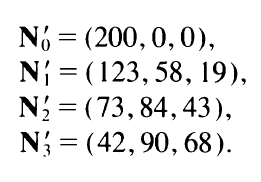 N′₀ = (200, 0, 0),
N′₁ = (123, 58, 19),
N′₂ = (73, 84, 43),
N′₃ = (42, 90, 68).